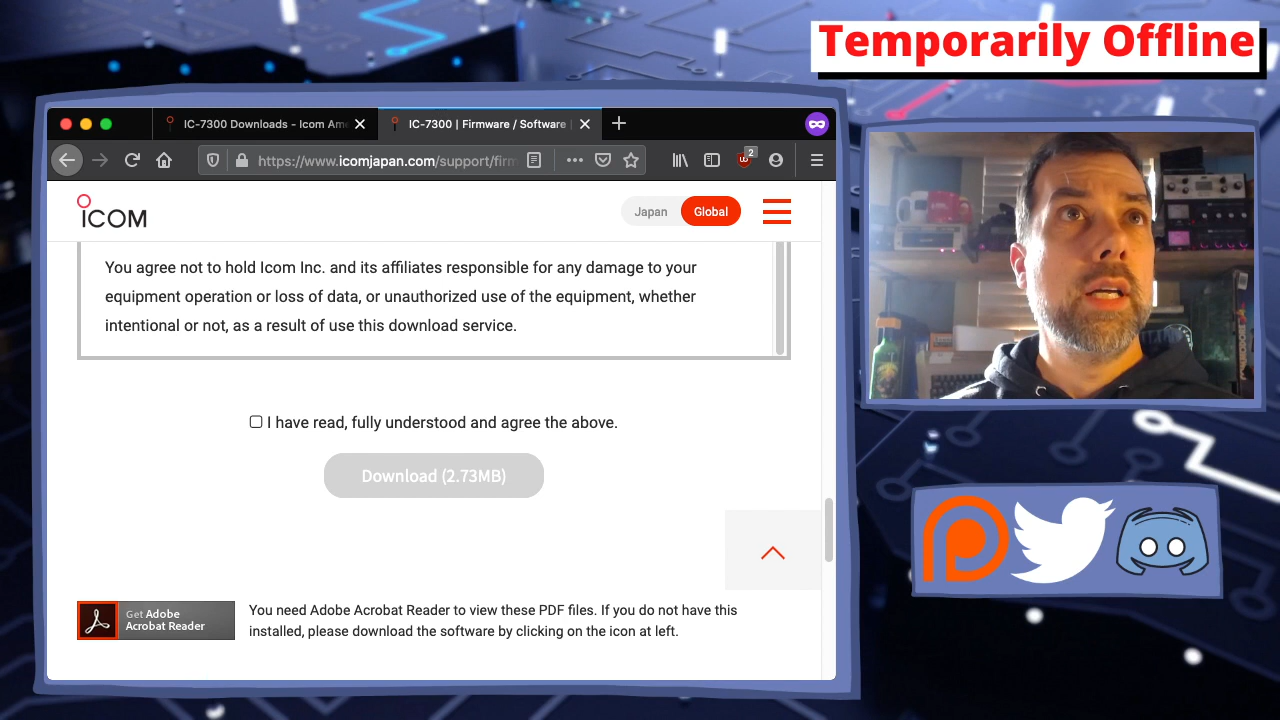 Temporarily Offline
IC-7300 Downloads - Icom Am
IC-7300 | Firmware / Software |
https://www.icomjapan.com/support/firm
2
ICOM
Japan
Global
You agree not to hold Icom Inc. and its affiliates responsible for any damage to your
equipment operation or loss of data, or unauthorized use of the equipment, whether
intentional or not, as a result of use this download service.
I have read, fully understood and agree the above.
Download (2.73MB)
Get Adobe
Acrobat Reader
You need Adobe Acrobat Reader to view these PDF files. If you do not have this
installed, please download the software by clicking on the icon at left.